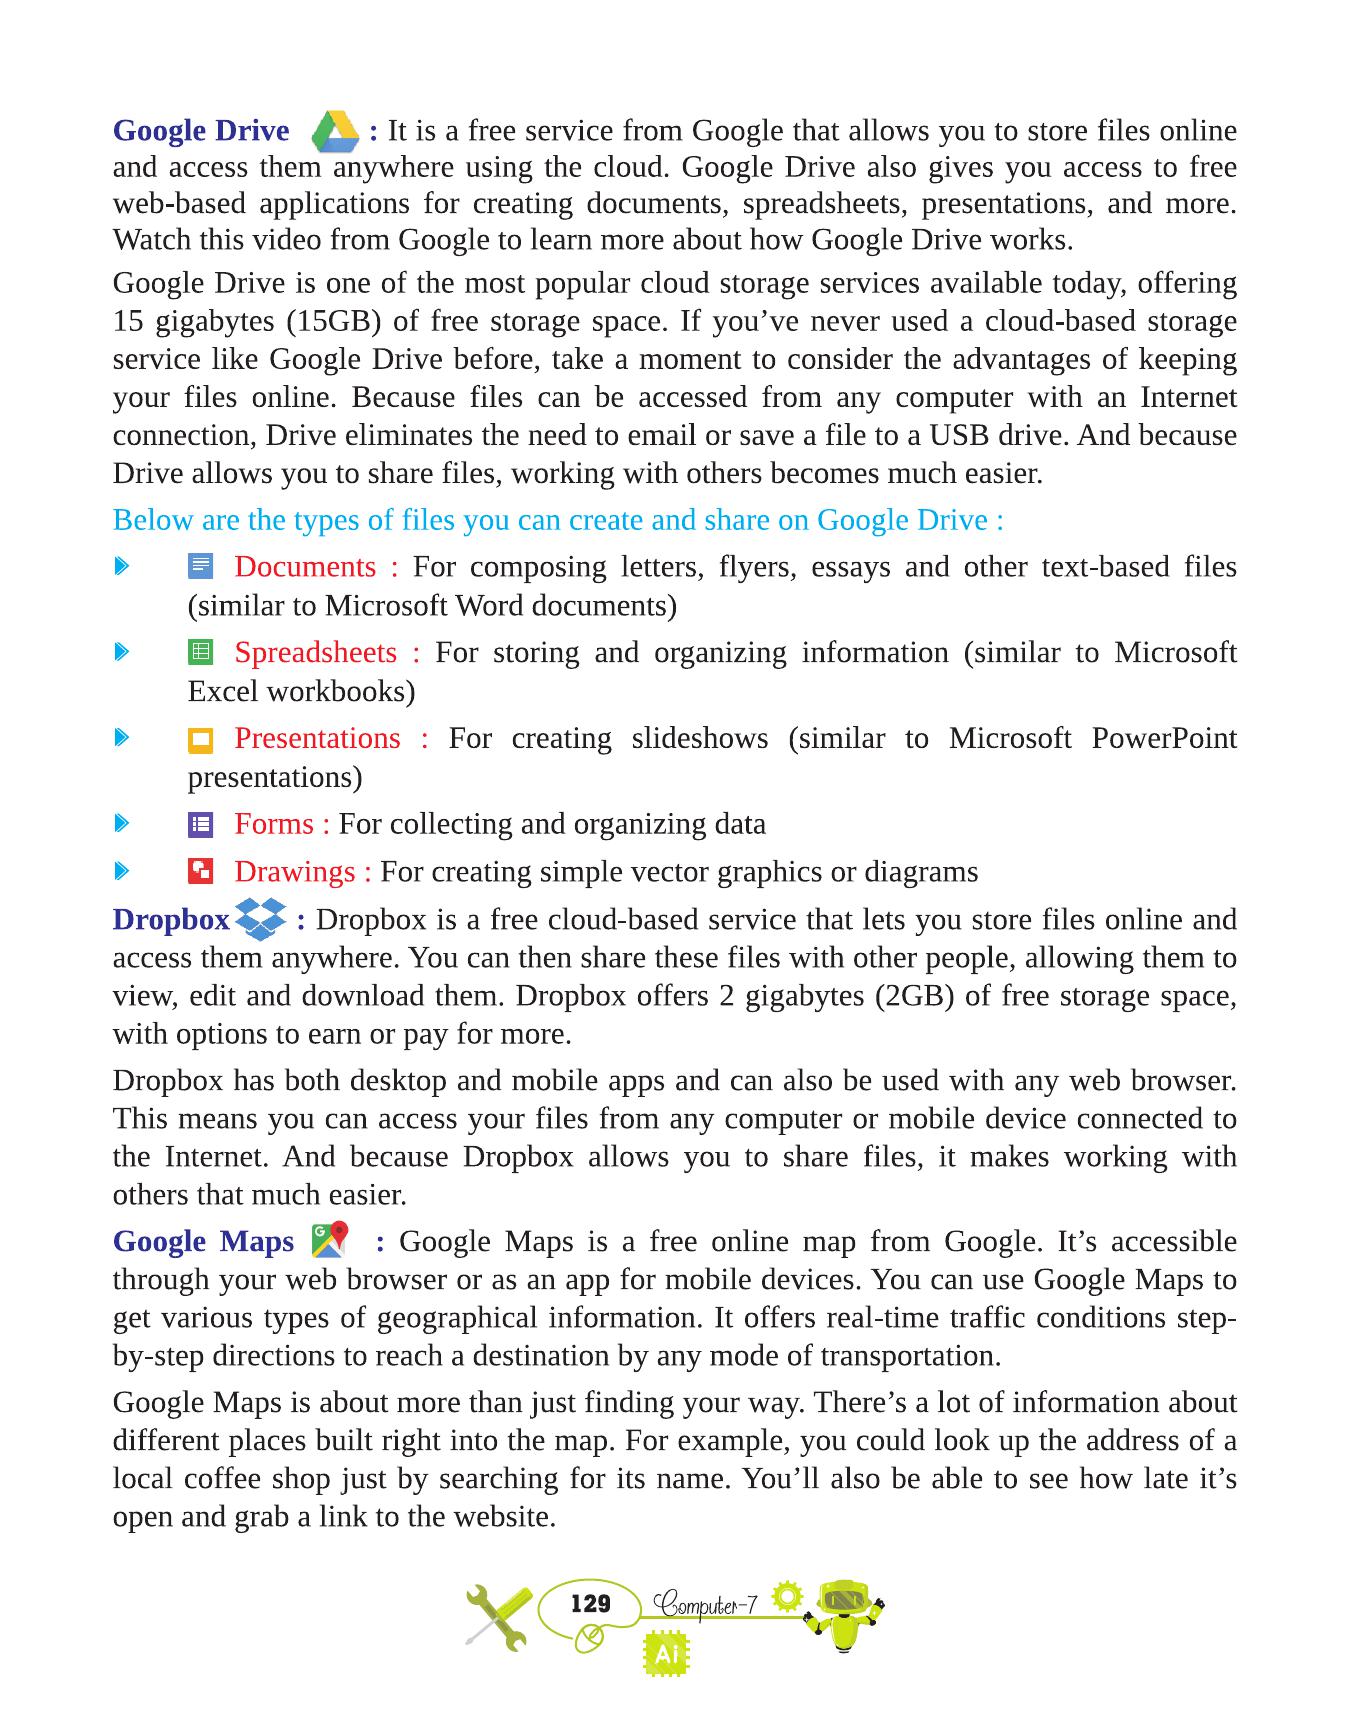 Google Drive : It is a free service from Google that allows you to store files online
and access them anywhere using the cloud. Google Drive also gives you access to free
web-based applications for creating documents, spreadsheets, presentations, and more.
Watch this video from Google to learn more about how Google Drive works.
Google Drive is one of the most popular cloud storage services available today, offering
15 gigabytes (15GB) of free storage space. If you’ve never used a cloud-based storage
service like Google Drive before, take a moment to consider the advantages of keeping
your files online. Because files can be accessed from any computer with an Internet
connection, Drive eliminates the need to email or save a file to a USB drive. And because
Drive allows you to share files, working with others becomes much easier.
Below are the types of files you can create and share on Google Drive :
Documents : For composing letters, flyers, essays and other text-based files
(similar to Microsoft Word documents)
Spreadsheets : For storing and organizing information (similar to Microsoft
Excel workbooks)
Presentations : For creating slideshows (similar to Microsoft PowerPoint
presentations)
Forms : For collecting and organizing data
Drawings : For creating simple vector graphics or diagrams
Dropbox : Dropbox is a free cloud-based service that lets you store files online and
access them anywhere. You can then share these files with other people, allowing them to
view, edit and download them. Dropbox offers 2 gigabytes (2GB) of free storage space,
with options to earn or pay for more.
Dropbox has both desktop and mobile apps and can also be used with any web browser.
This means you can access your files from any computer or mobile device connected to
the Internet. And because Dropbox allows you to share files, it makes working with
others that much easier.
Google Maps : Google Maps is a free online map from Google. It’s accessible
through your web browser or as an app for mobile devices. You can use Google Maps to
get various types of geographical information. It offers real-time traffic conditions step-
by-step directions to reach a destination by any mode of transportation.
Google Maps is about more than just finding your way. There’s a lot of information about
different places built right into the map. For example, you could look up the address of a
local coffee shop just by searching for its name. You’ll also be able to see how late it’s
open and grab a link to the website.
129 Computer-7
Ai